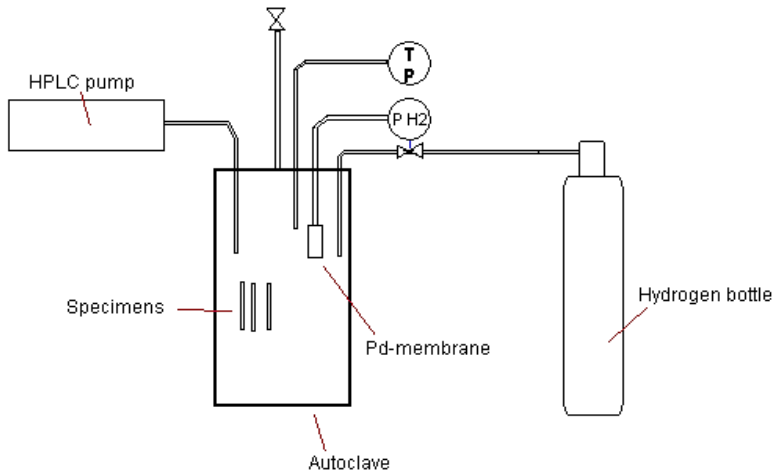 T
P
HPLC pump
P H2
Specimens
Hydrogen bottle
Pd-membrane
Autoclave